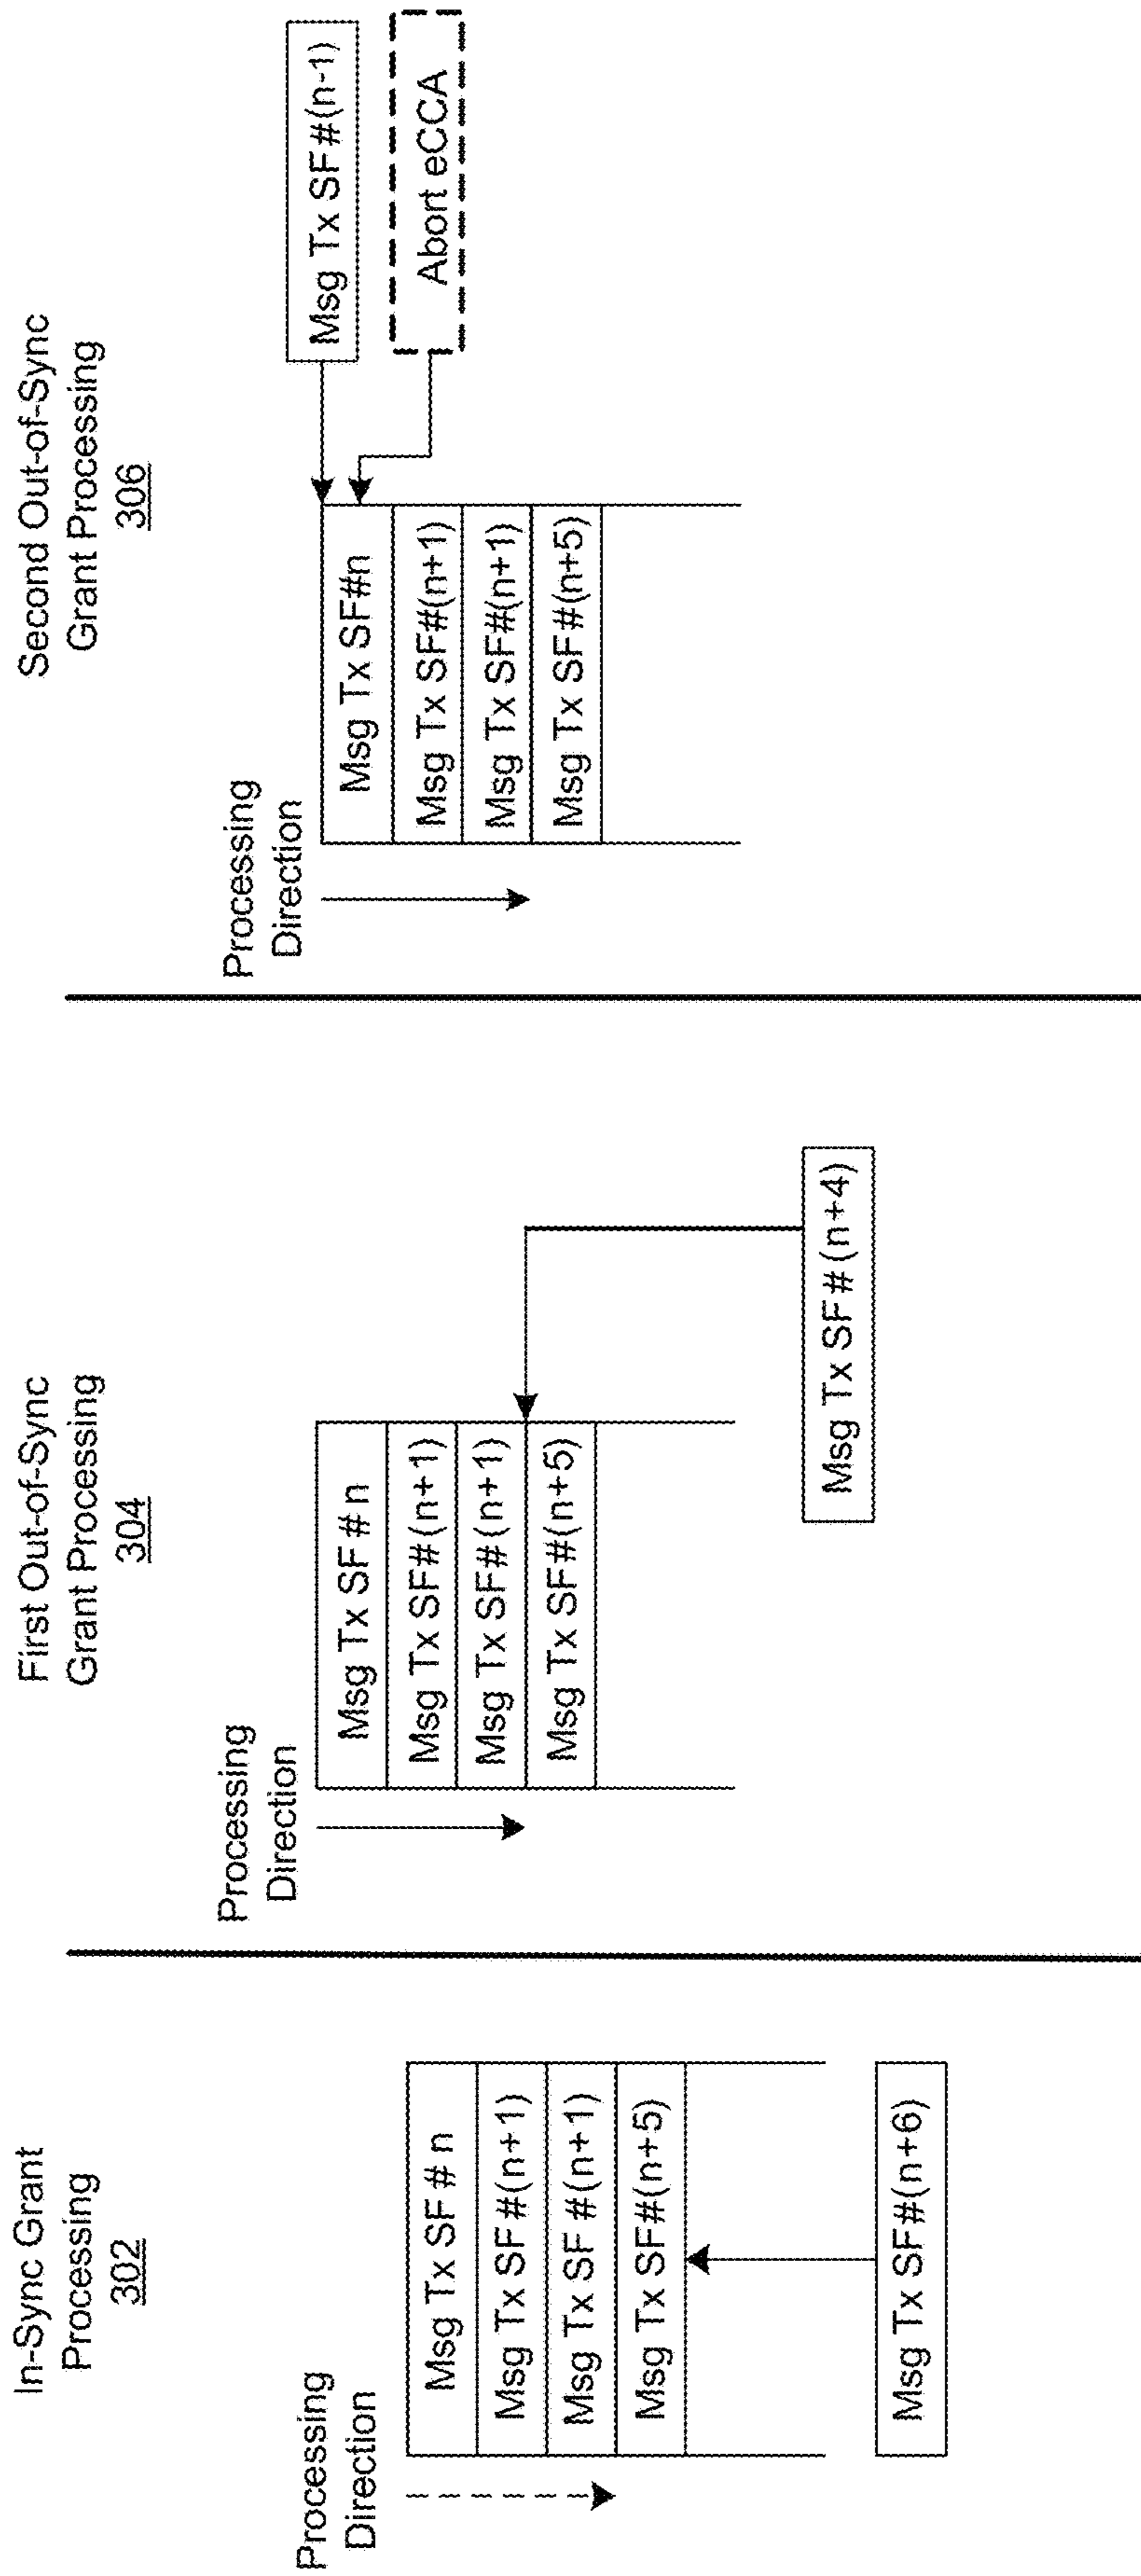 In-Sync Grant
Processing
302
Processing
Direction
Msg Tx SF # n
Msg Tx SF#(n+1)
Msg Tx SF #(n+1)
Msg Tx SF#(n+5)
Msg Tx SF#(n+6)
First Out-of-Sync
Grant Processing
304
Processing
Direction
Msg Tx SF # n
Msg Tx SF#(n+1)
Msg Tx SF#(n+1)
Msg Tx SF#(n+5)
Msg Tx SF# (n+4)
Second Out-of-Sync
Grant Processing
306
Processing
Direction
Msg Tx SF#n
Msg Tx SF#(n+1)
Msg Tx SF#(n+1)
Msg Tx SF#(n+5)
Msg Tx SF#(n-1)
Abort eCCA